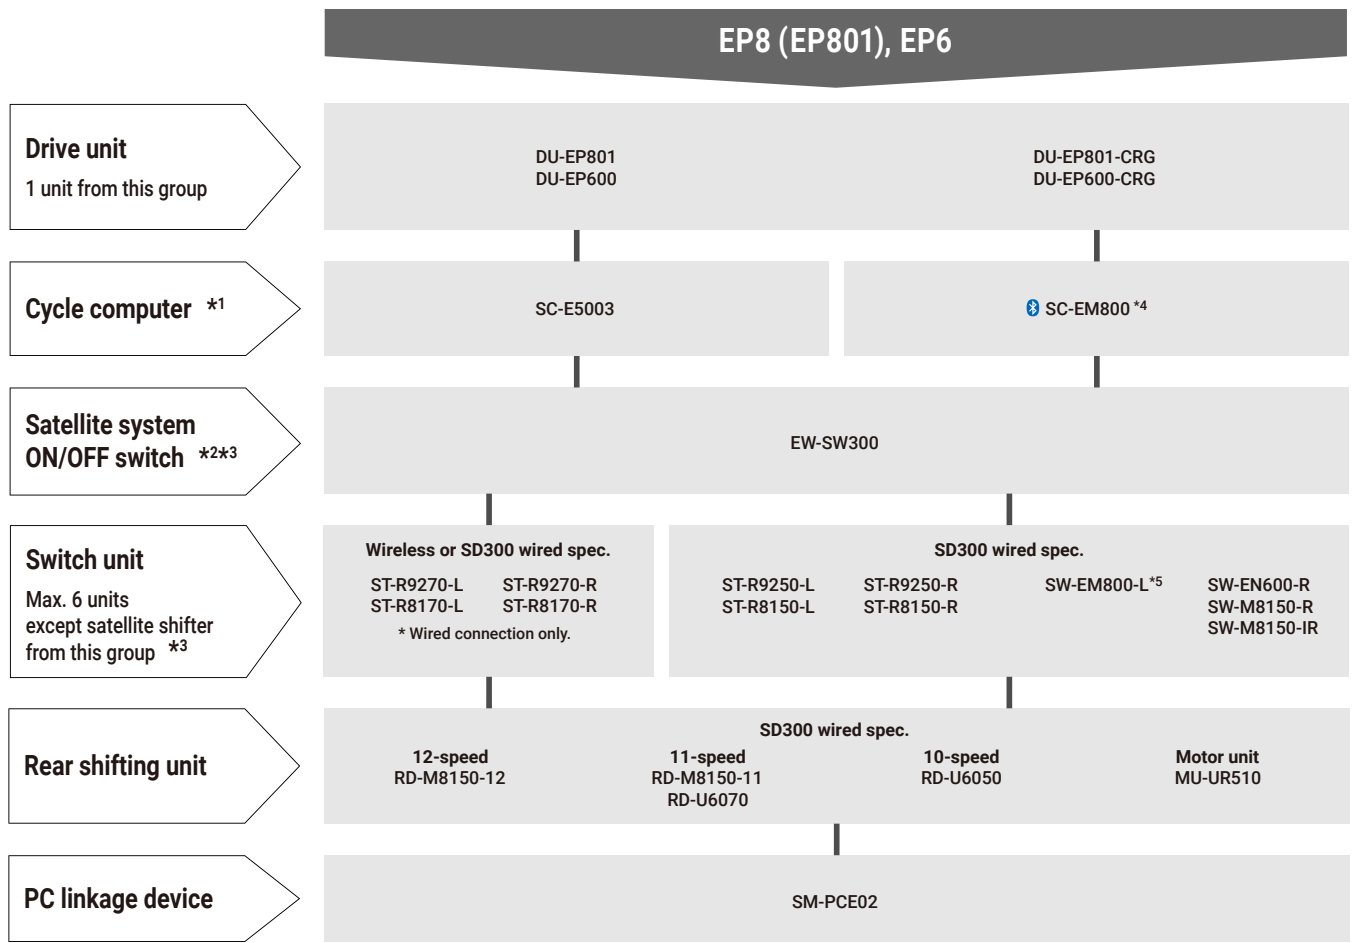 EP8 (EP801), EP6
Drive unit
1 unit from this group
DU-EP801
DU-EP600
DU-EP801-CRG
DU-EP600-CRG
Cycle computer *1
SC-E5003
SC-EM800 *4
Satellite system
ON/OFF switch *2*3
EW-SW300
Switch unit
Max. 6 units
except satellite shifter
from this group *3
Wireless or SD300 wired spec.
ST-R9270-L ST-R9270-R
ST-R8170-L ST-R8170-R
* Wired connection only.
SD300 wired spec.
ST-R9250-L ST-R9250-R SW-EM800-L*5 SW-EN600-R
ST-R8150-L ST-R8150-R SW-M8150-R
SW-M8150-IR
Rear shifting unit
SD300 wired spec.
12-speed 11-speed 10-speed Motor unit
RD-M8150-12 RD-M8150-11 RD-U6050 MU-UR510
RD-U6070
PC linkage device
SM-PCE02